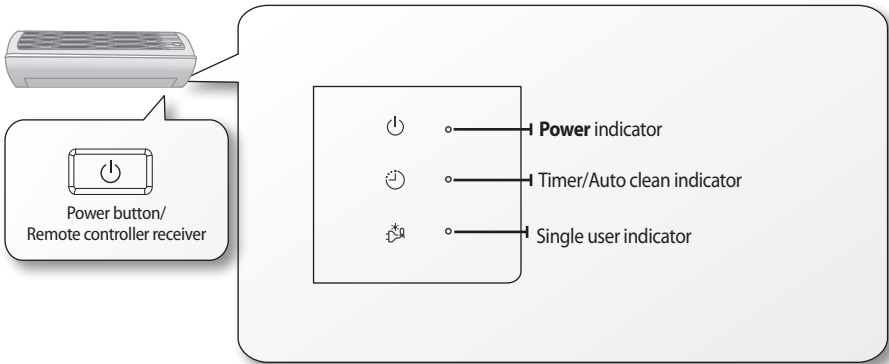 Power indicator
Timer/Auto clean indicator
Single user indicator
Power button/
Remote controller receiver